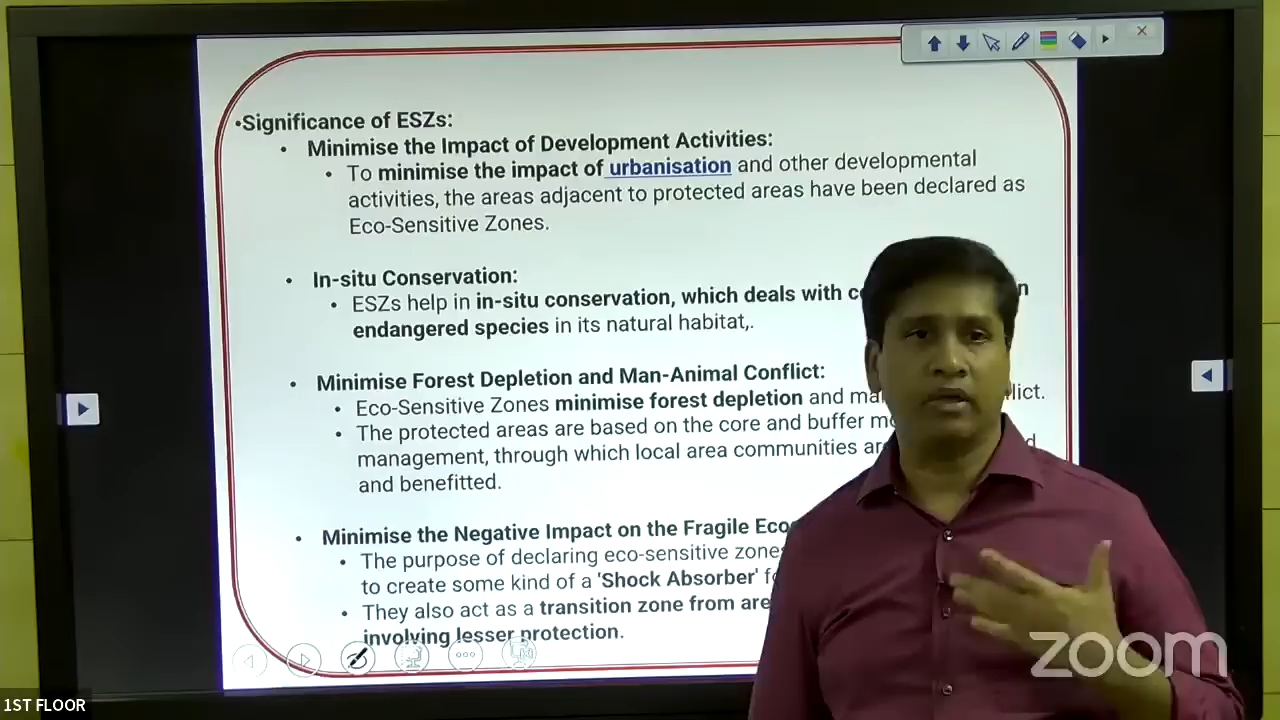 •Significance of ESZs:
• Minimise the Impact of Development Activities:
• To minimise the impact of urbanisation and other developmental
activities, the areas adjacent to protected areas have been declared as
Eco-Sensitive Zones.
• In-situ Conservation:
• ESZs help in in-situ conservation, which deals with
endangered species in its natural habitat,.
• Minimise Forest Depletion and Man-Animal Conflict:
• Eco-Sensitive Zones minimise forest depletion and
• The protected areas are based on the core and buffer
management, through which local area communities
and benefitted.
• Minimise the Negative Impact on the Fragile
• The purpose of declaring eco-sensitive zones
to create some kind of a 'Shock Absorber'
• They also act as a transition zone from
involving lesser protection.
zoom
1ST FLOOR